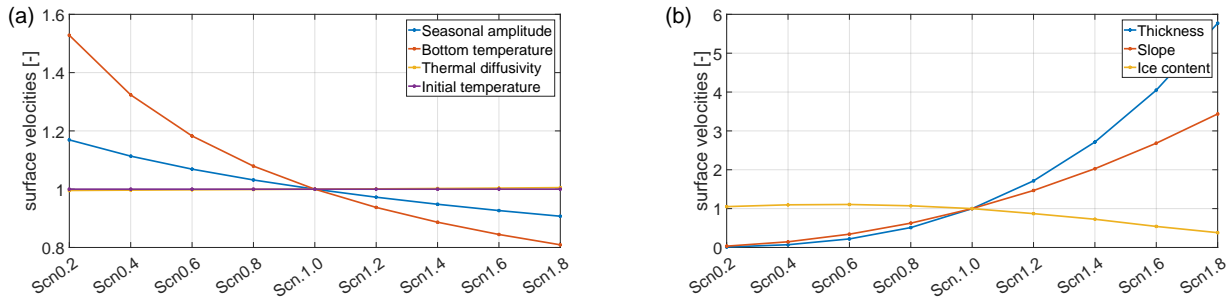 (a)
surface velocities [-]
1.6
1.4
1.2
1
0.8
Seasonal amplitude
Bottom temperature
Thermal diffusivity
Initial temperature
Scn0.2
Scn0.4
Scn0.6
Scn0.8
Scn.1.0
Scn1.2
Scn1.4
Scn1.6
Scn1.8
(b)
surface velocities [-]
6
5
4
3
2
1
0
Thickness
Slope
Ice content
Scn0.2
Scn0.4
Scn0.6
Scn0.8
Scn.1.0
Scn1.2
Scn1.4
Scn1.6
Scn1.8